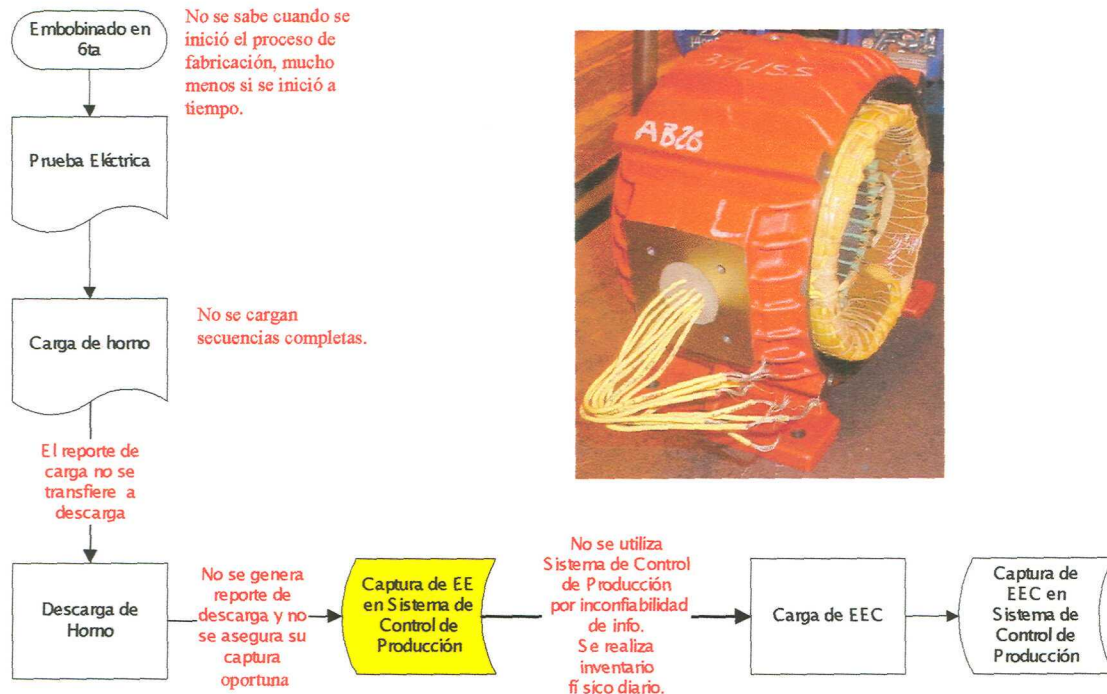 Embobinado en
6ta
No se sabe cuando se
inició el proceso de
fabricación, mucho
menos si se inició a
tiempo.
Prueba Eléctrica
Carga de horno
No se cargan
secuencias completas.
El reporte de
carga no se
transfiere a
descarga
Descarga de
Horno
No se genera
reporte de
descarga y no
se asegura su
captura
oportuna
Captura de EE
en Sistema de
Control de
Producción
No se utiliza
Sistema de Control
de Producción
por inconfiabilidad
de info.
Se realiza
inventario
fí sico diario.
Carga de EEC
Captura de
EEC en
Sistema de
Control de
Producción
AB26